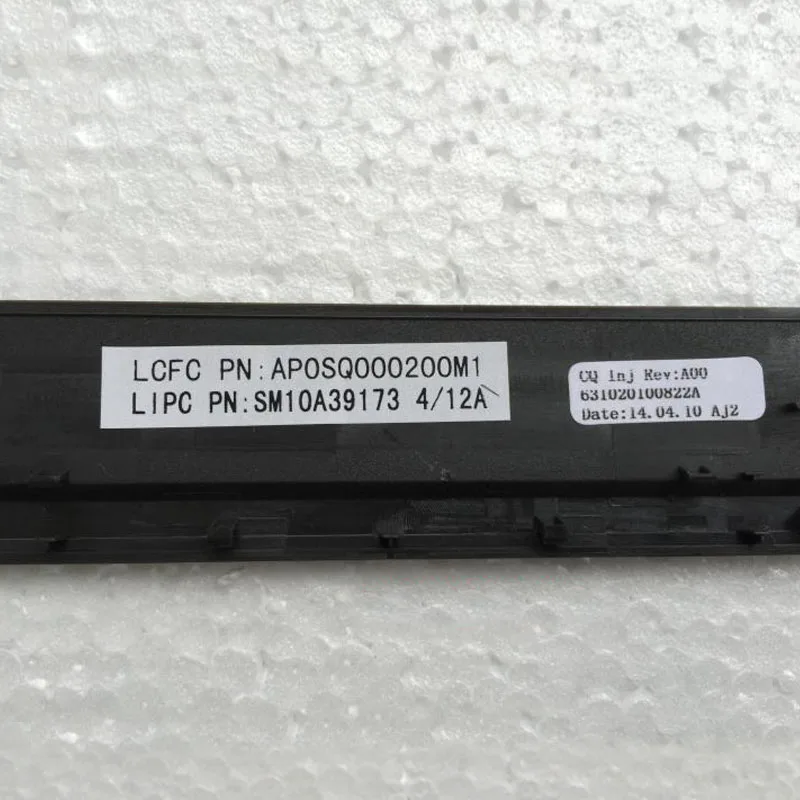 LCFC PN:AP0SQ000200M1
LIPC PN:SM10A39173 4/12A
CQ Inj Rev:A00
631020100822A
Date:14.04.10 Aj2